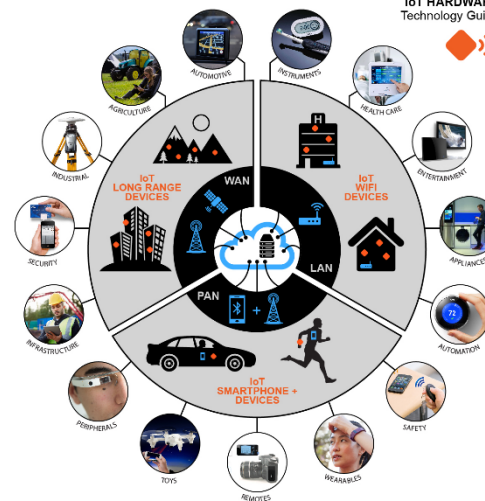 IoT HARDWAR
Technology Guid
AUTOMOTIVE
INSTRUMENTS
AGRICULTURE
HEALTH CARE
INDUSTRIAL
ENTERTAINMENT
H
WAN
IoT
LONG RANGE
DEVICES
IoT
WIFI
DEVICES
SECURITY
APPLIANCES
LAN
PAN
+
INFRASTRUCTURE
72
AUTOMATION
IoT
SMARTPHONE +
DEVICES
PERIPHERALS
SAFETY
TOYS
WEARABLES
REMOTES